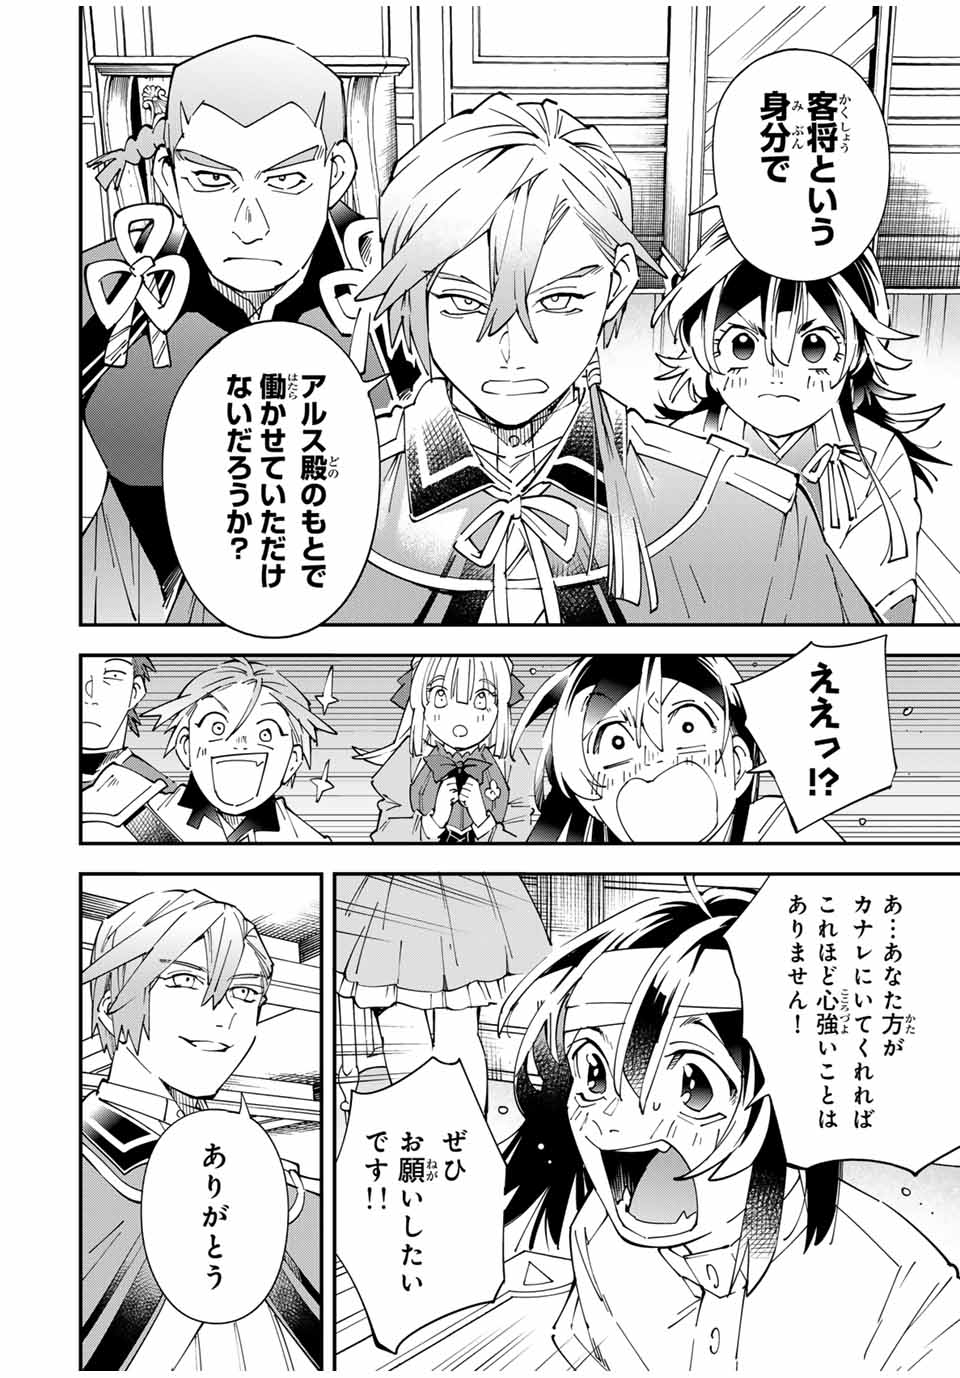 客将という
身分で
アルス殿のもとで
働かせていただけ
ないだろうか?
ええっ!?
あ…あなた方が
カナレにいてくれれば
これほど心強いことは
ありません!
ぜひ
お願いしたい
です!!
ありがとう